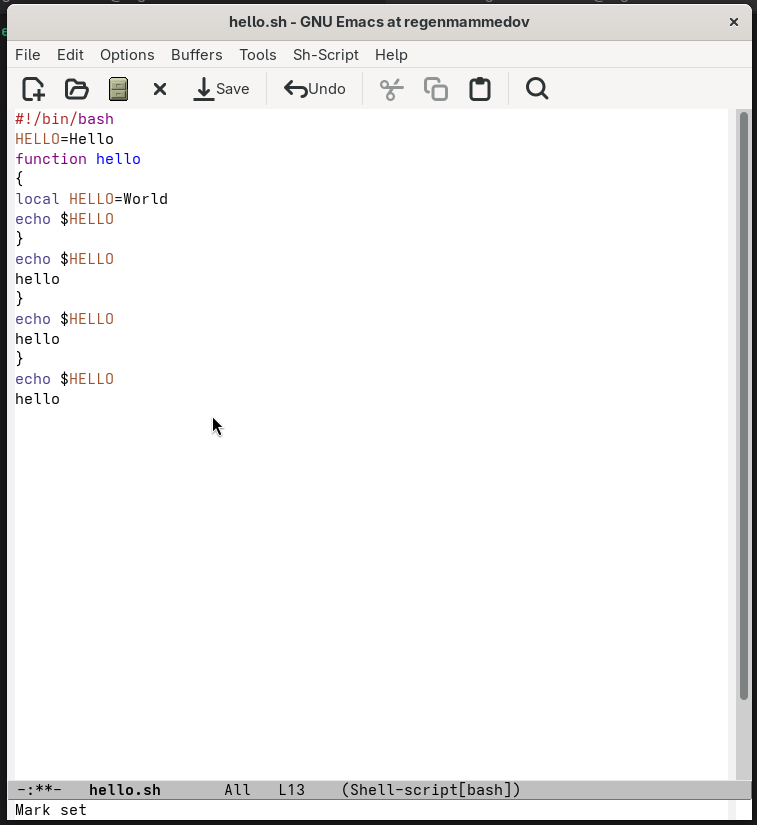 hello.sh - GNU Emacs at regenmammedov
File Edit Options Buffers Tools Sh-Script Help
Save Undo
#!/bin/bash
HELLO=Hello
function hello
{
local HELLO=World
echo $HELLO
}
echo $HELLO
hello
}
echo $HELLO
hello
}
echo $HELLO
hello
-:**- hello.sh All L13 (Shell-script[bash])
Mark set